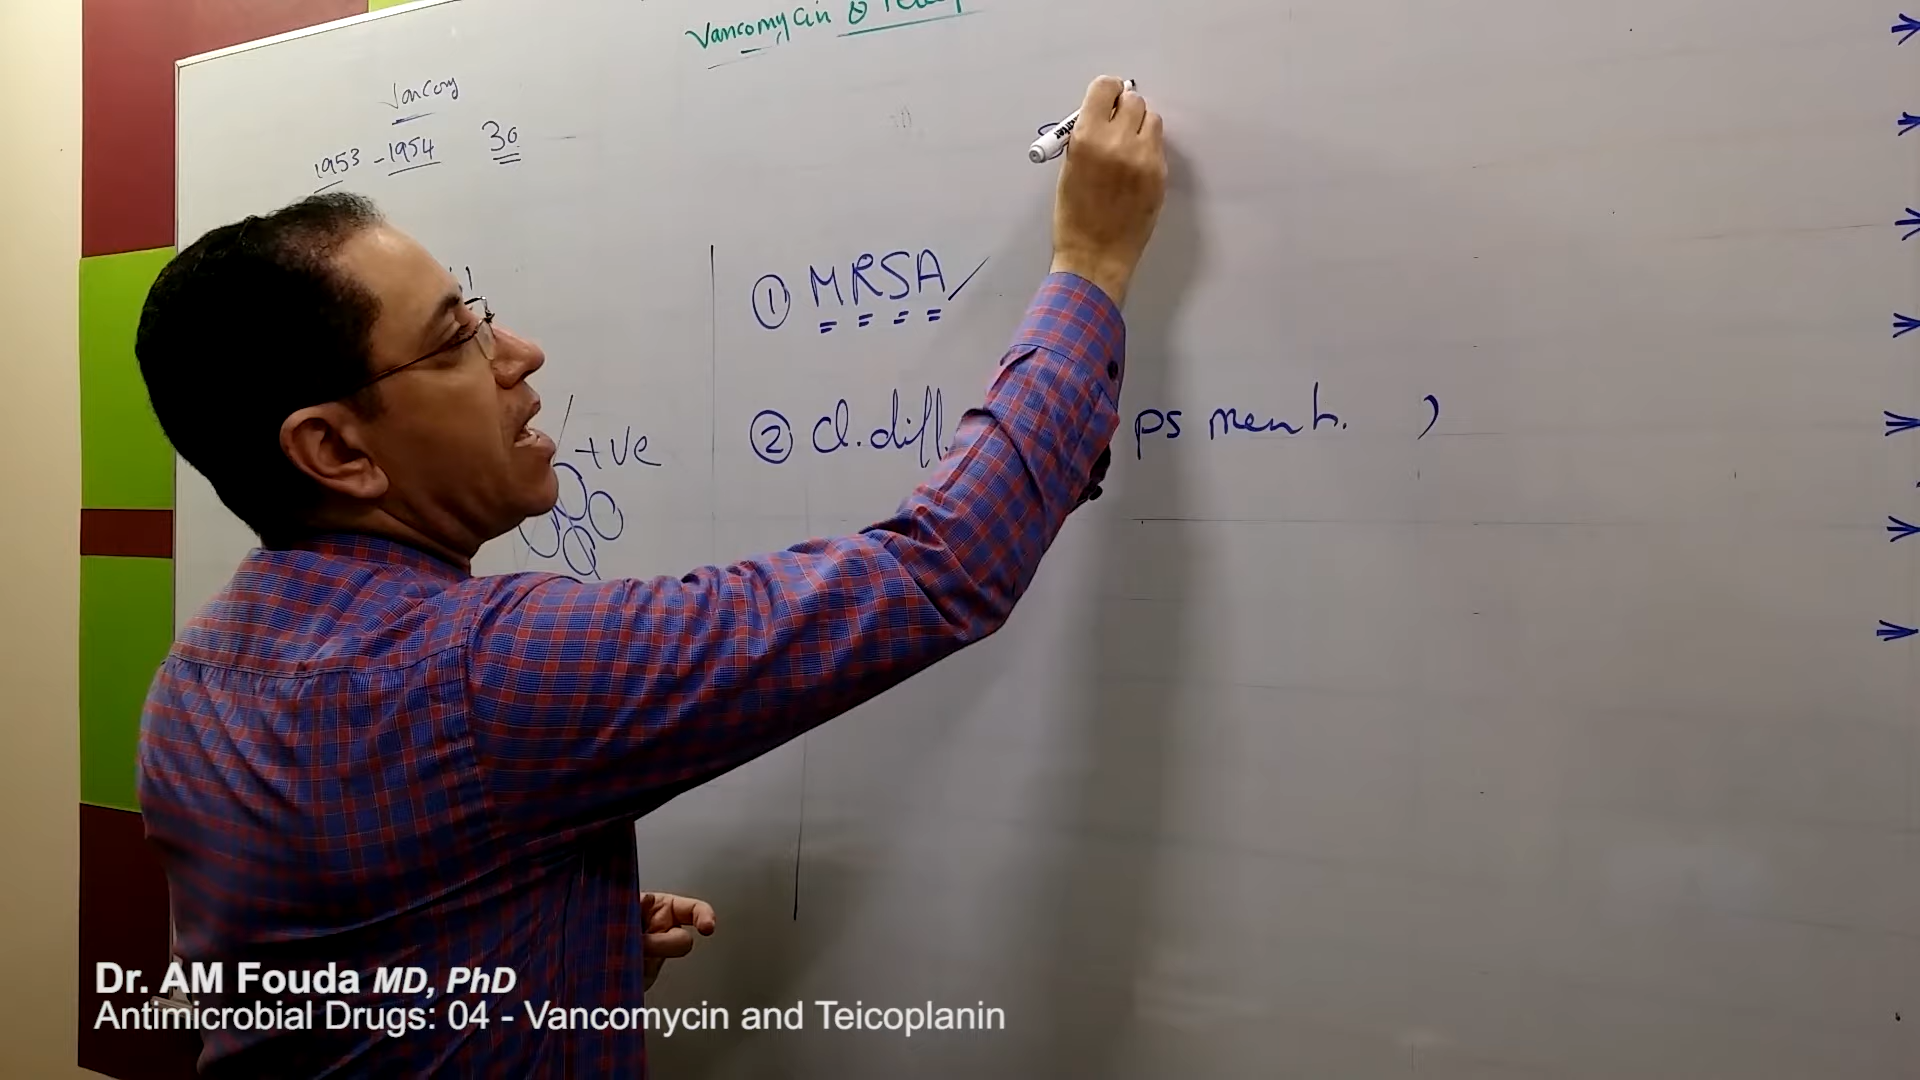 Vancomycin &
Vancomy
1953 - 1954 30
① MRSA
+ve
② Cl. diff. ps memb. )
Dr. AM Fouda MD, PhD
Antimicrobial Drugs: 04 - Vancomycin and Teicoplanin